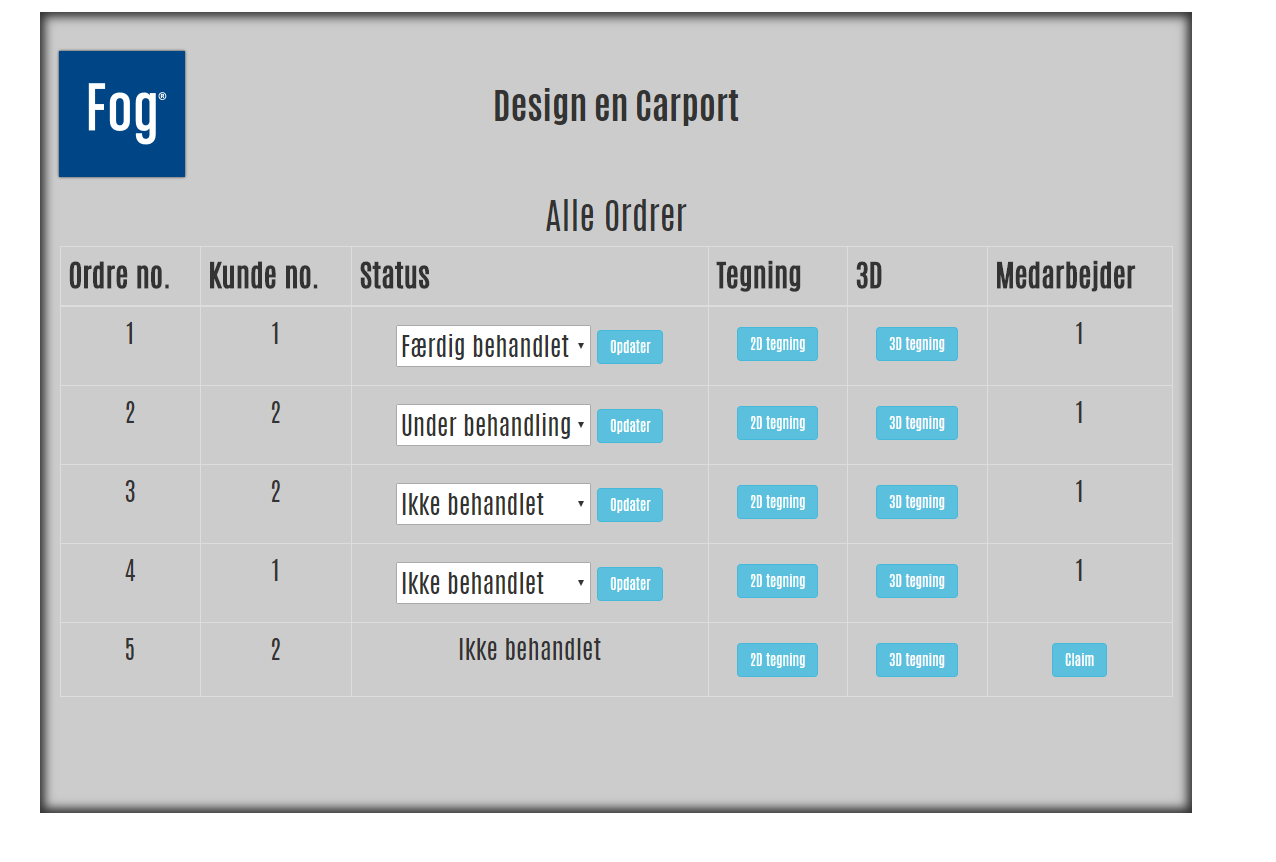 Fog®
Design en Carport
Alle Ordrer
Ordre no. Kunde no. Status Tegning 3D Medarbejder
1 1 Færdig behandlet Opdater 2D tegning 3D tegning 1
2 2 Under behandling Opdater 2D tegning 3D tegning 1
3 2 Ikke behandlet Opdater 2D tegning 3D tegning 1
4 1 Ikke behandlet Opdater 2D tegning 3D tegning 1
5 2 Ikke behandlet 2D tegning 3D tegning Claim